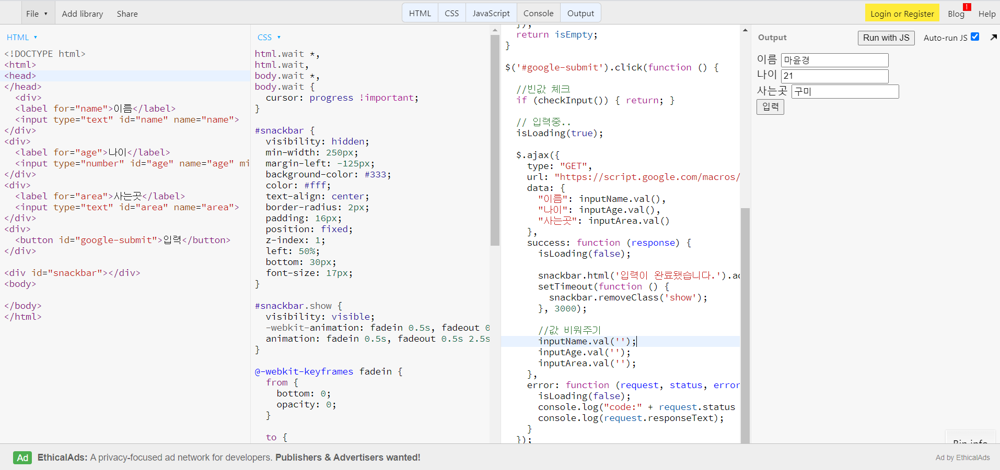 File ▾ Add library Share HTML CSS JavaScript Console Output Login or Register Blog 1 Help
HTML ▾
<!DOCTYPE html>
<html>
<head>
</head>
<div>
<label for="name">이름</label>
<input type="text" id="name" name="name">
</div>
<div>
<label for="age">나이</label>
<input type="number" id="age" name="age" mi
</div>
<div>
<label for="area">사는곳</label>
<input type="text" id="area" name="area">
</div>
<div>
<button id="google-submit">입력</button>
</div>
<div id="snackbar"></div>
<body>
</body>
</html>
CSS ▾
html.wait *,
html.wait,
body.wait *,
body.wait {
cursor: progress !important;
}
#snackbar {
visibility: hidden;
min-width: 250px;
margin-left: -125px;
background-color: #333;
color: #fff;
text-align: center;
border-radius: 2px;
padding: 16px;
position: fixed;
z-index: 1;
left: 50%;
bottom: 30px;
font-size: 17px;
}
#snackbar.show {
visibility: visible;
-webkit-animation: fadein 0.5s, fadeout 0
animation: fadein 0.5s, fadeout 0.5s 2.5s
}
@-webkit-keyframes fadein {
from {
bottom: 0;
opacity: 0;
}
to {
});
return isEmpty;
}
$('#google-submit').click(function () {
//빈값 체크
if (checkInput()) { return; }
// 입력중..
isLoading(true);
$.ajax({
type: "GET",
url: "https://script.google.com/macros/
data: {
"이름": inputName.val(),
"나이": inputAge.val(),
"사는곳": inputArea.val()
},
success: function (response) {
isLoading(false);
snackbar.html('입력이 완료됐습니다.').ad
setTimeout(function () {
snackbar.removeClass('show');
}, 3000);
//값 비워주기
inputName.val('');
inputAge.val('');
inputArea.val('');
},
error: function (request, status, error
isLoading(false);
console.log("code:" + request.status
console.log(request.responseText);
}
});
Output Run with JS Auto-run JS
이름 마윤경
나이 21
사는곳 구미
입력
Bin info
Ad EthicalAds: A privacy-focused ad network for developers. Publishers & Advertisers wanted! Ad by EthicalAds